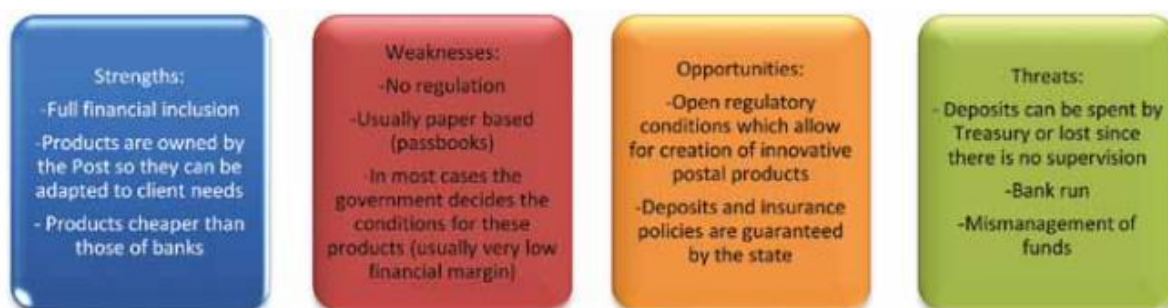 Strengths:
-Full financial inclusion
-Products are owned by
the Post so they can be
adapted to client needs
- Products cheaper than
those of banks
Weaknesses:
-No regulation
-Usually paper based
(passbooks)
-In most cases the
government decides the
conditions for these
products (usually very low
financial margin)
Opportunities:
-Open regulatory
conditions which allow
for creation of innovative
postal products
-Deposits and insurance
policies are guaranteed
by the state
Threats:
- Deposits can be spent by
Treasury or lost since
there is no supervision
-Bank run
-Mismanagement of
funds